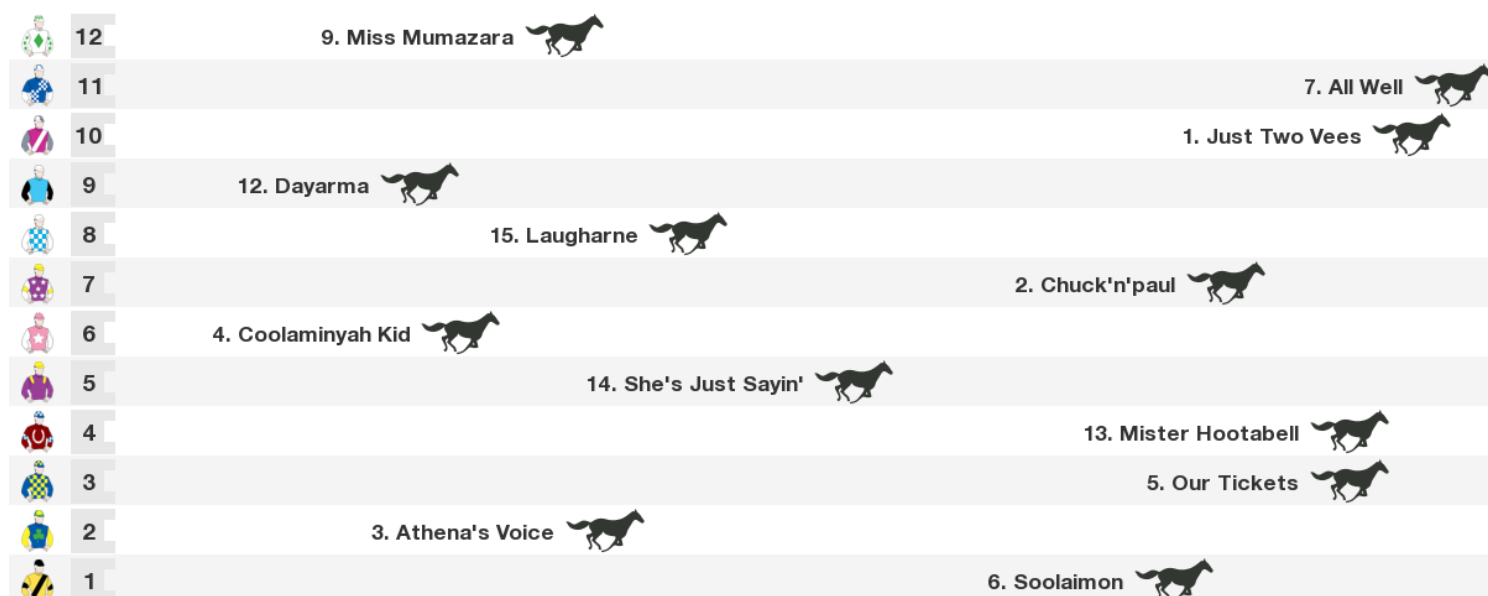 12 9. Miss Mumazara
11 7. All Well
10 1. Just Two Vees
9 12. Dayarma
8 15. Laugharne
7 2. Chuck'n'paul
6 4. Coolaminyah Kid
5 14. She's Just Sayin'
4 13. Mister Hootabell
3 5. Our Tickets
2 3. Athena's Voice
1 6. Soolaimon